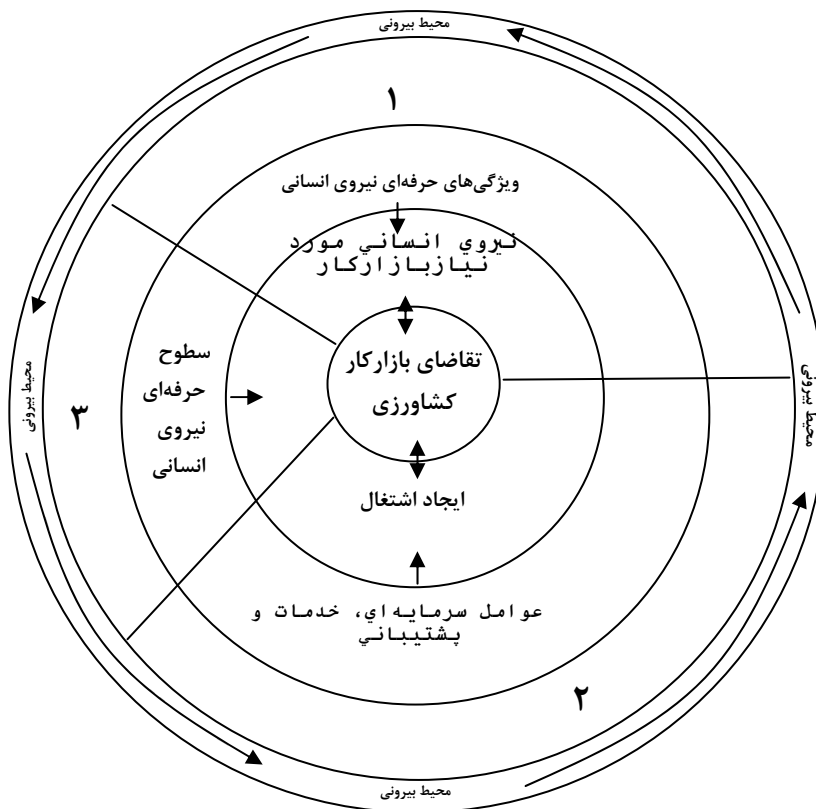 محیط بیرونی
۱
ویژگی‌های حرفه‌ای نیروی انسانی
نيروي انساني مورد
نيازبازاركار
تقاضای بازارکار
کشاورزی
سطوح
حرفه‌ای
نیروی
انسانی
۳
محیط بیرونی
محیط بیرونی
ایجاد اشتغال
عوامل سرمايه اي، خدمات و
پشتيباني
۲
محیط بیرونی